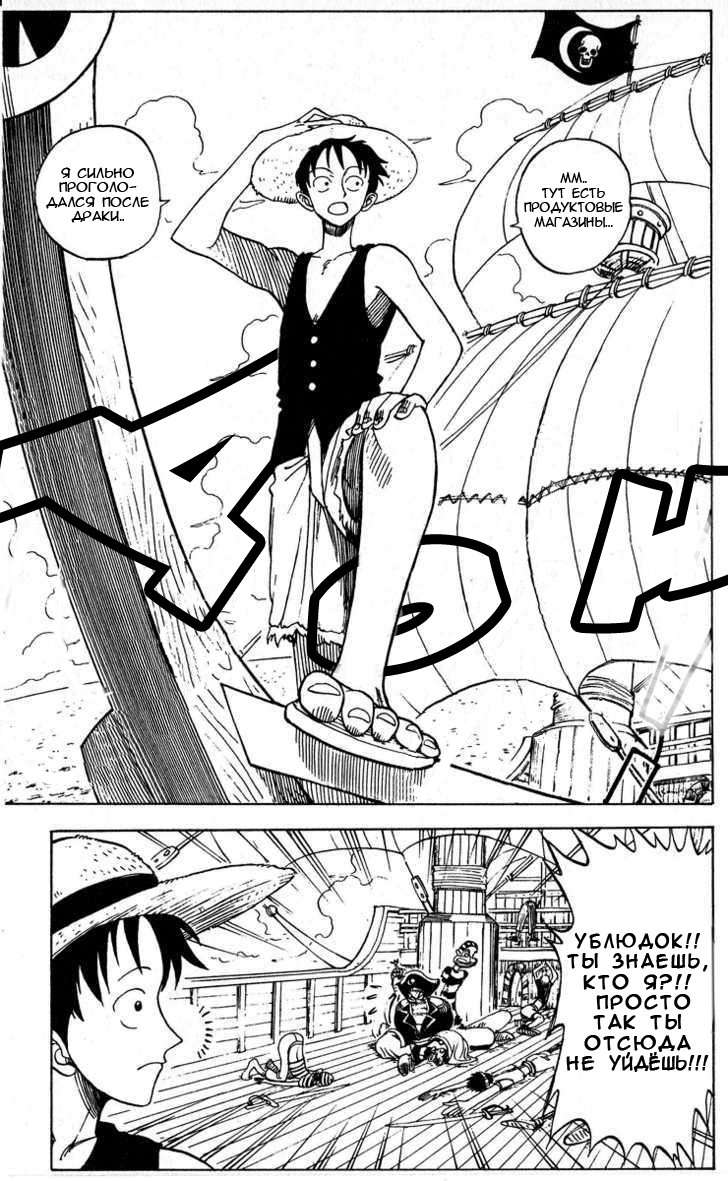 ММ..
ТУТ ЕСТЬ
ПРОДУКТОВЫЕ
МАГАЗИНЫ...
Я СИЛЬНО
ПРОГОЛО-
ДАЛСЯ ПОСЛЕ
ДРАКИ..
УБЛЮДОК!!
ТЫ ЗНАЕШЬ,
КТО Я?!!
ПРОСТО
ТАК ТЫ
ОТСЮДА
НЕ УЙДЁШЬ!!!